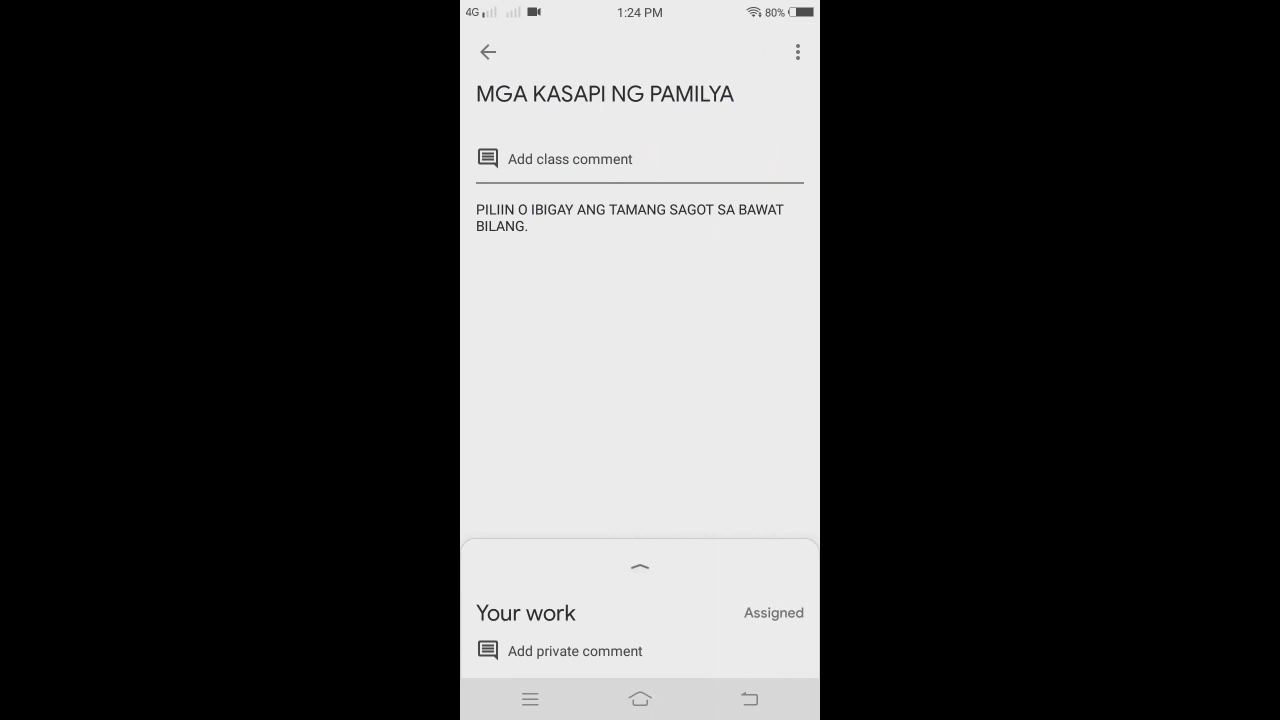 4G 1:24 PM 80%
MGA KASAPI NG PAMILYA
Add class comment
PILIIN O IBIGAY ANG TAMANG SAGOT SA BAWAT
BILANG.
Your work Assigned
Add private comment